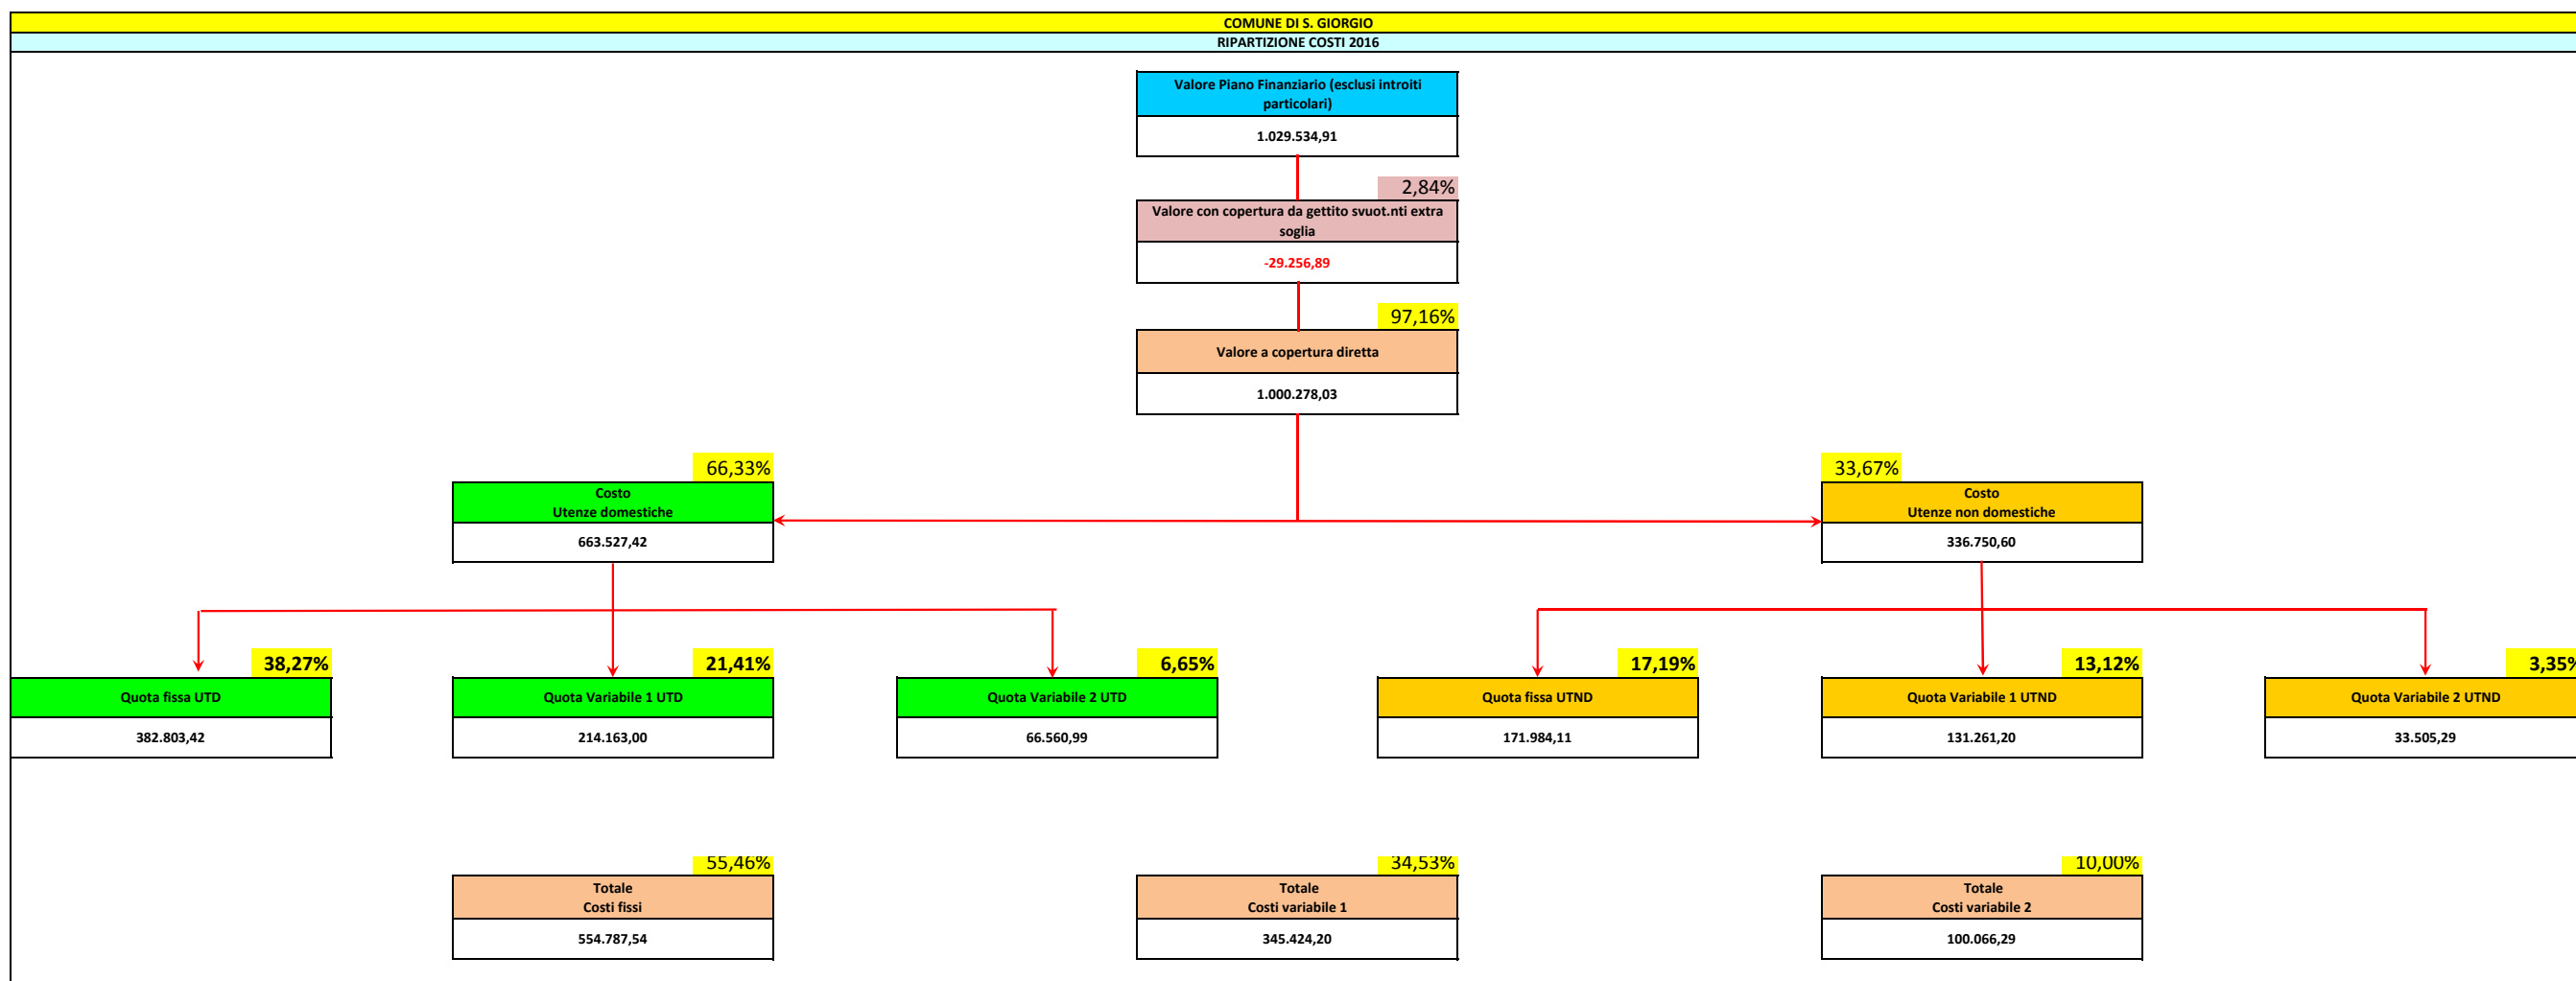 COMUNE DI S. GIORGIO
RIPARTIZIONE COSTI 2016
Valore Piano Finanziario (esclusi introiti
particolari)
1.029.534,91
2,84%
Valore con copertura da gettito svuot.nti extra
soglia
-29.256,89
97,16%
Valore a copertura diretta
1.000.278,03
66,33%
33,67%
Costo
Utenze domestiche
663.527,42
Costo
Utenze non domestiche
336.750,60
38,27%
21,41%
6,65%
17,19%
13,12%
3,35%
Quota fissa UTD
Quota Variabile 1 UTD
Quota Variabile 2 UTD
Quota fissa UTND
Quota Variabile 1 UTND
Quota Variabile 2 UTND
382.803,42
214.163,00
66.560,99
171.984,11
131.261,20
33.505,29
55,46%
34,53%
10,00%
Totale
Costi fissi
554.787,54
Totale
Costi variabile 1
345.424,20
Totale
Costi variabile 2
100.066,29